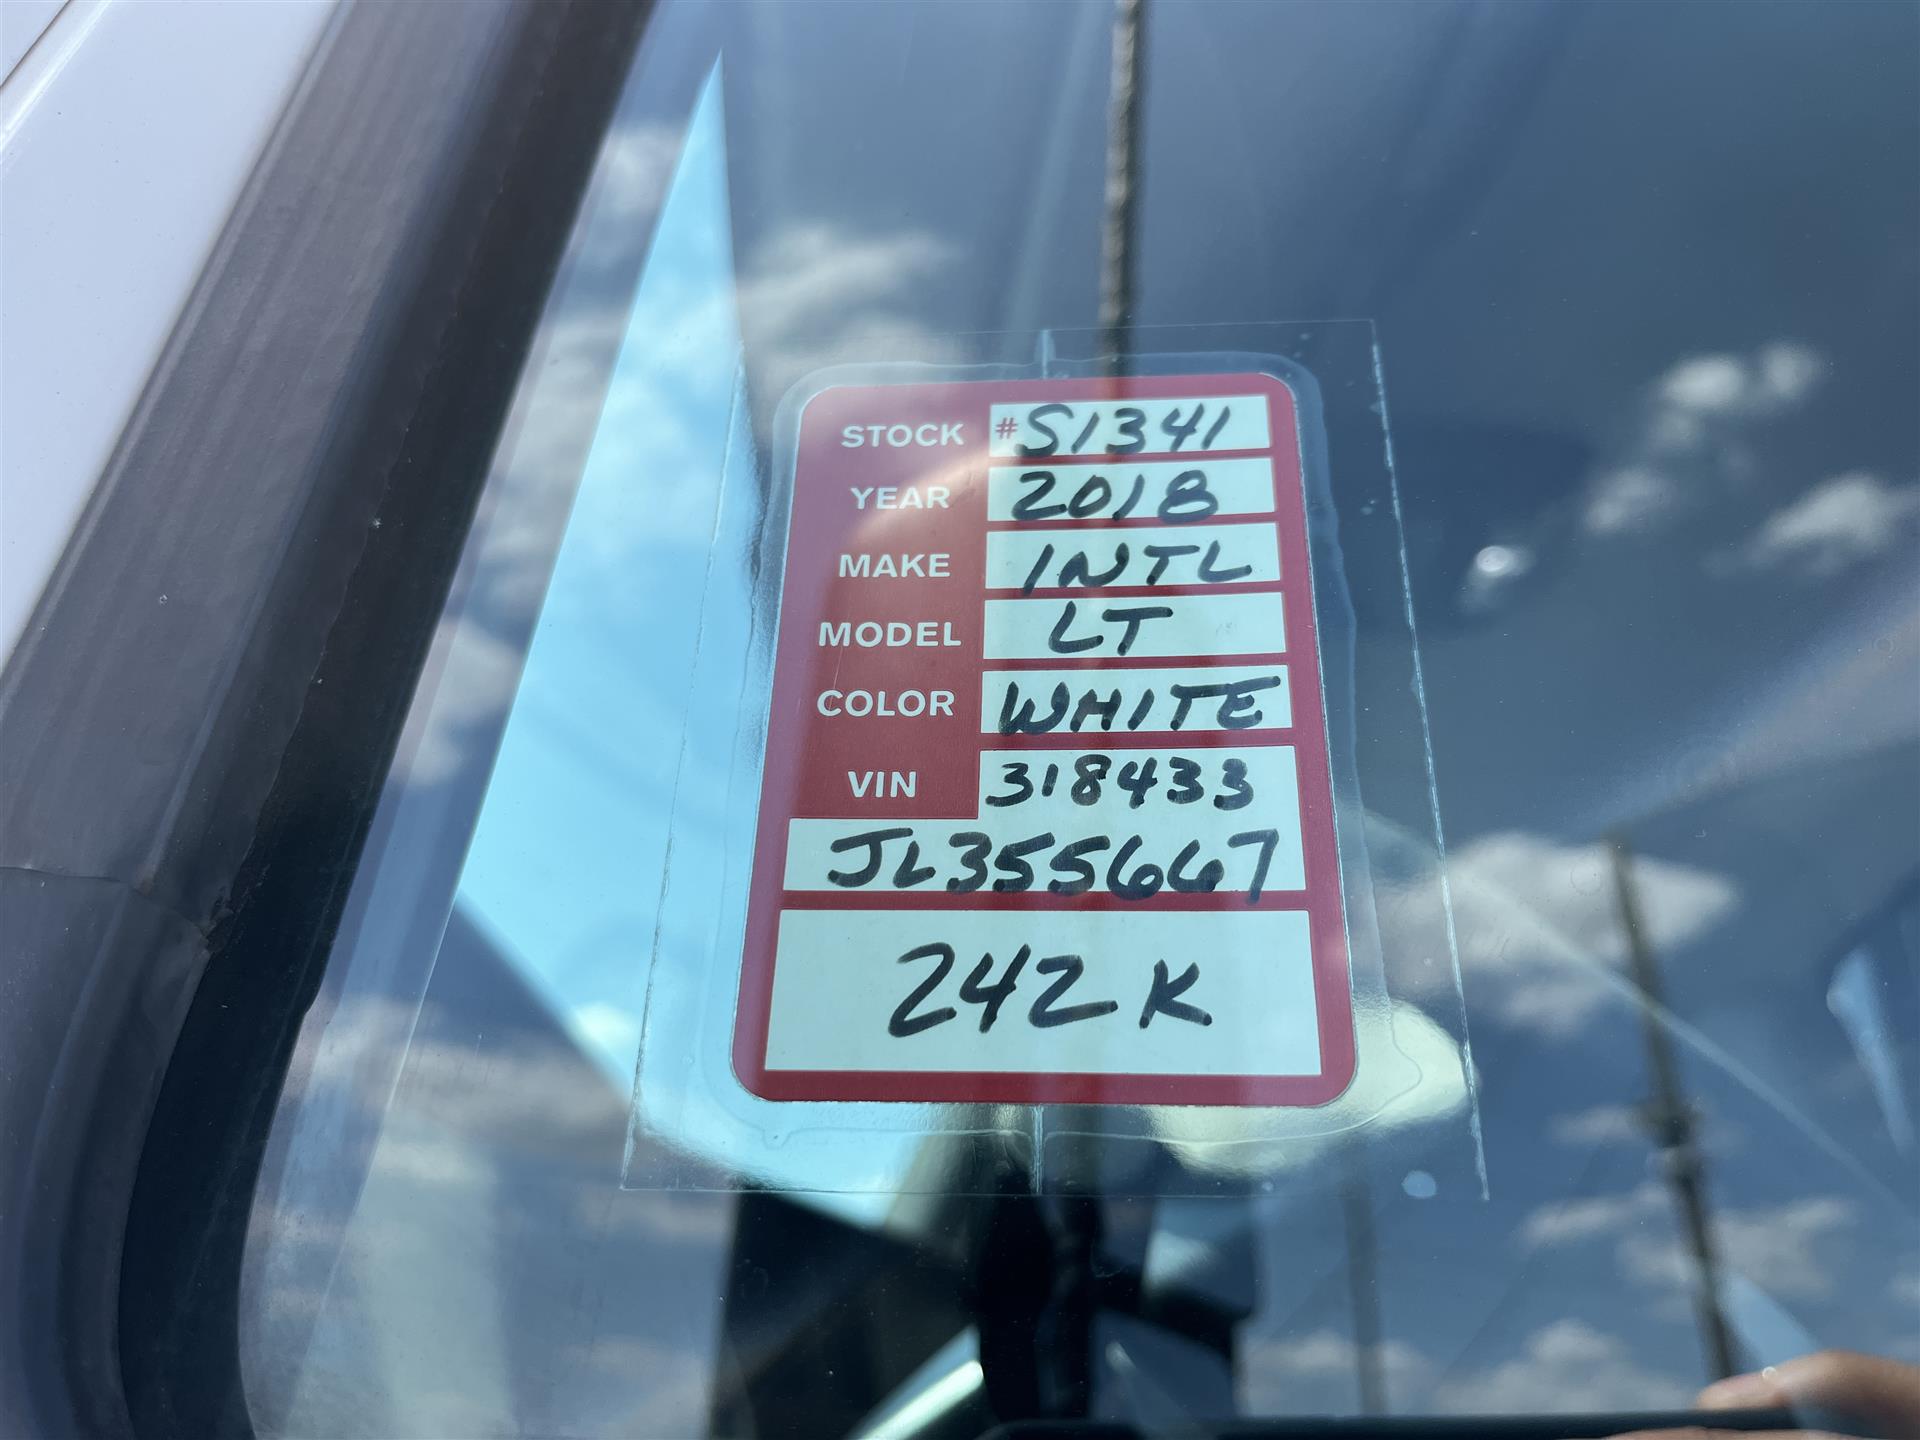 STOCK #S1341
YEAR 2018
MAKE INTL
MODEL LT
COLOR WHITE
VIN 318433
JL355667
242K